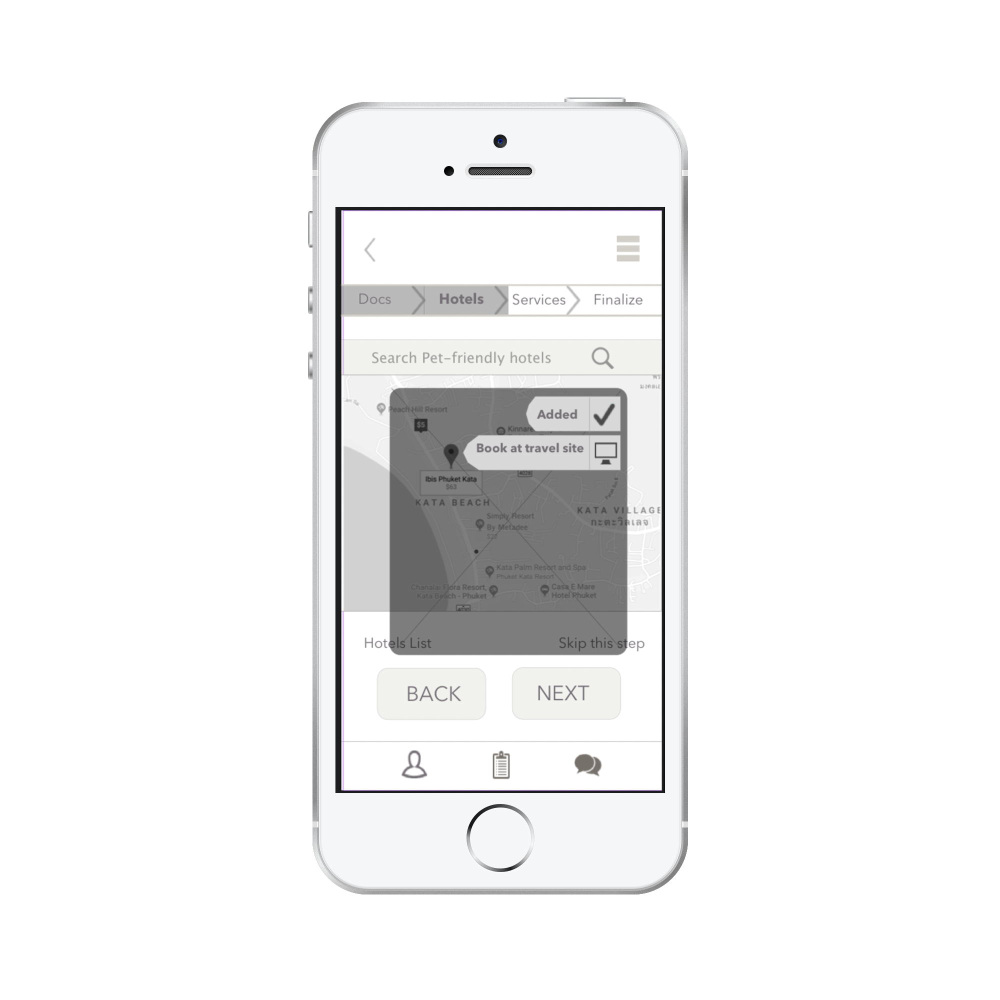 Docs
Hotels
Services
Finalize
Search Pet-friendly hotels
Peach Hill Resort
$5
Added
Book at travel site
4028
Ibis Phuket Kata
$63
KATA BEACH
KATA VILLAGE
กะตะวิลเลจ
Simply Resort
By Metadee
$22
Kata Palm Resort and Spa
Phuket Kata Resort
Chanalai Flora Resort,
Kata Beach - Phuket
Casa E Mare
Hotel Phuket
4030
Hotels List
Skip this step
BACK
NEXT